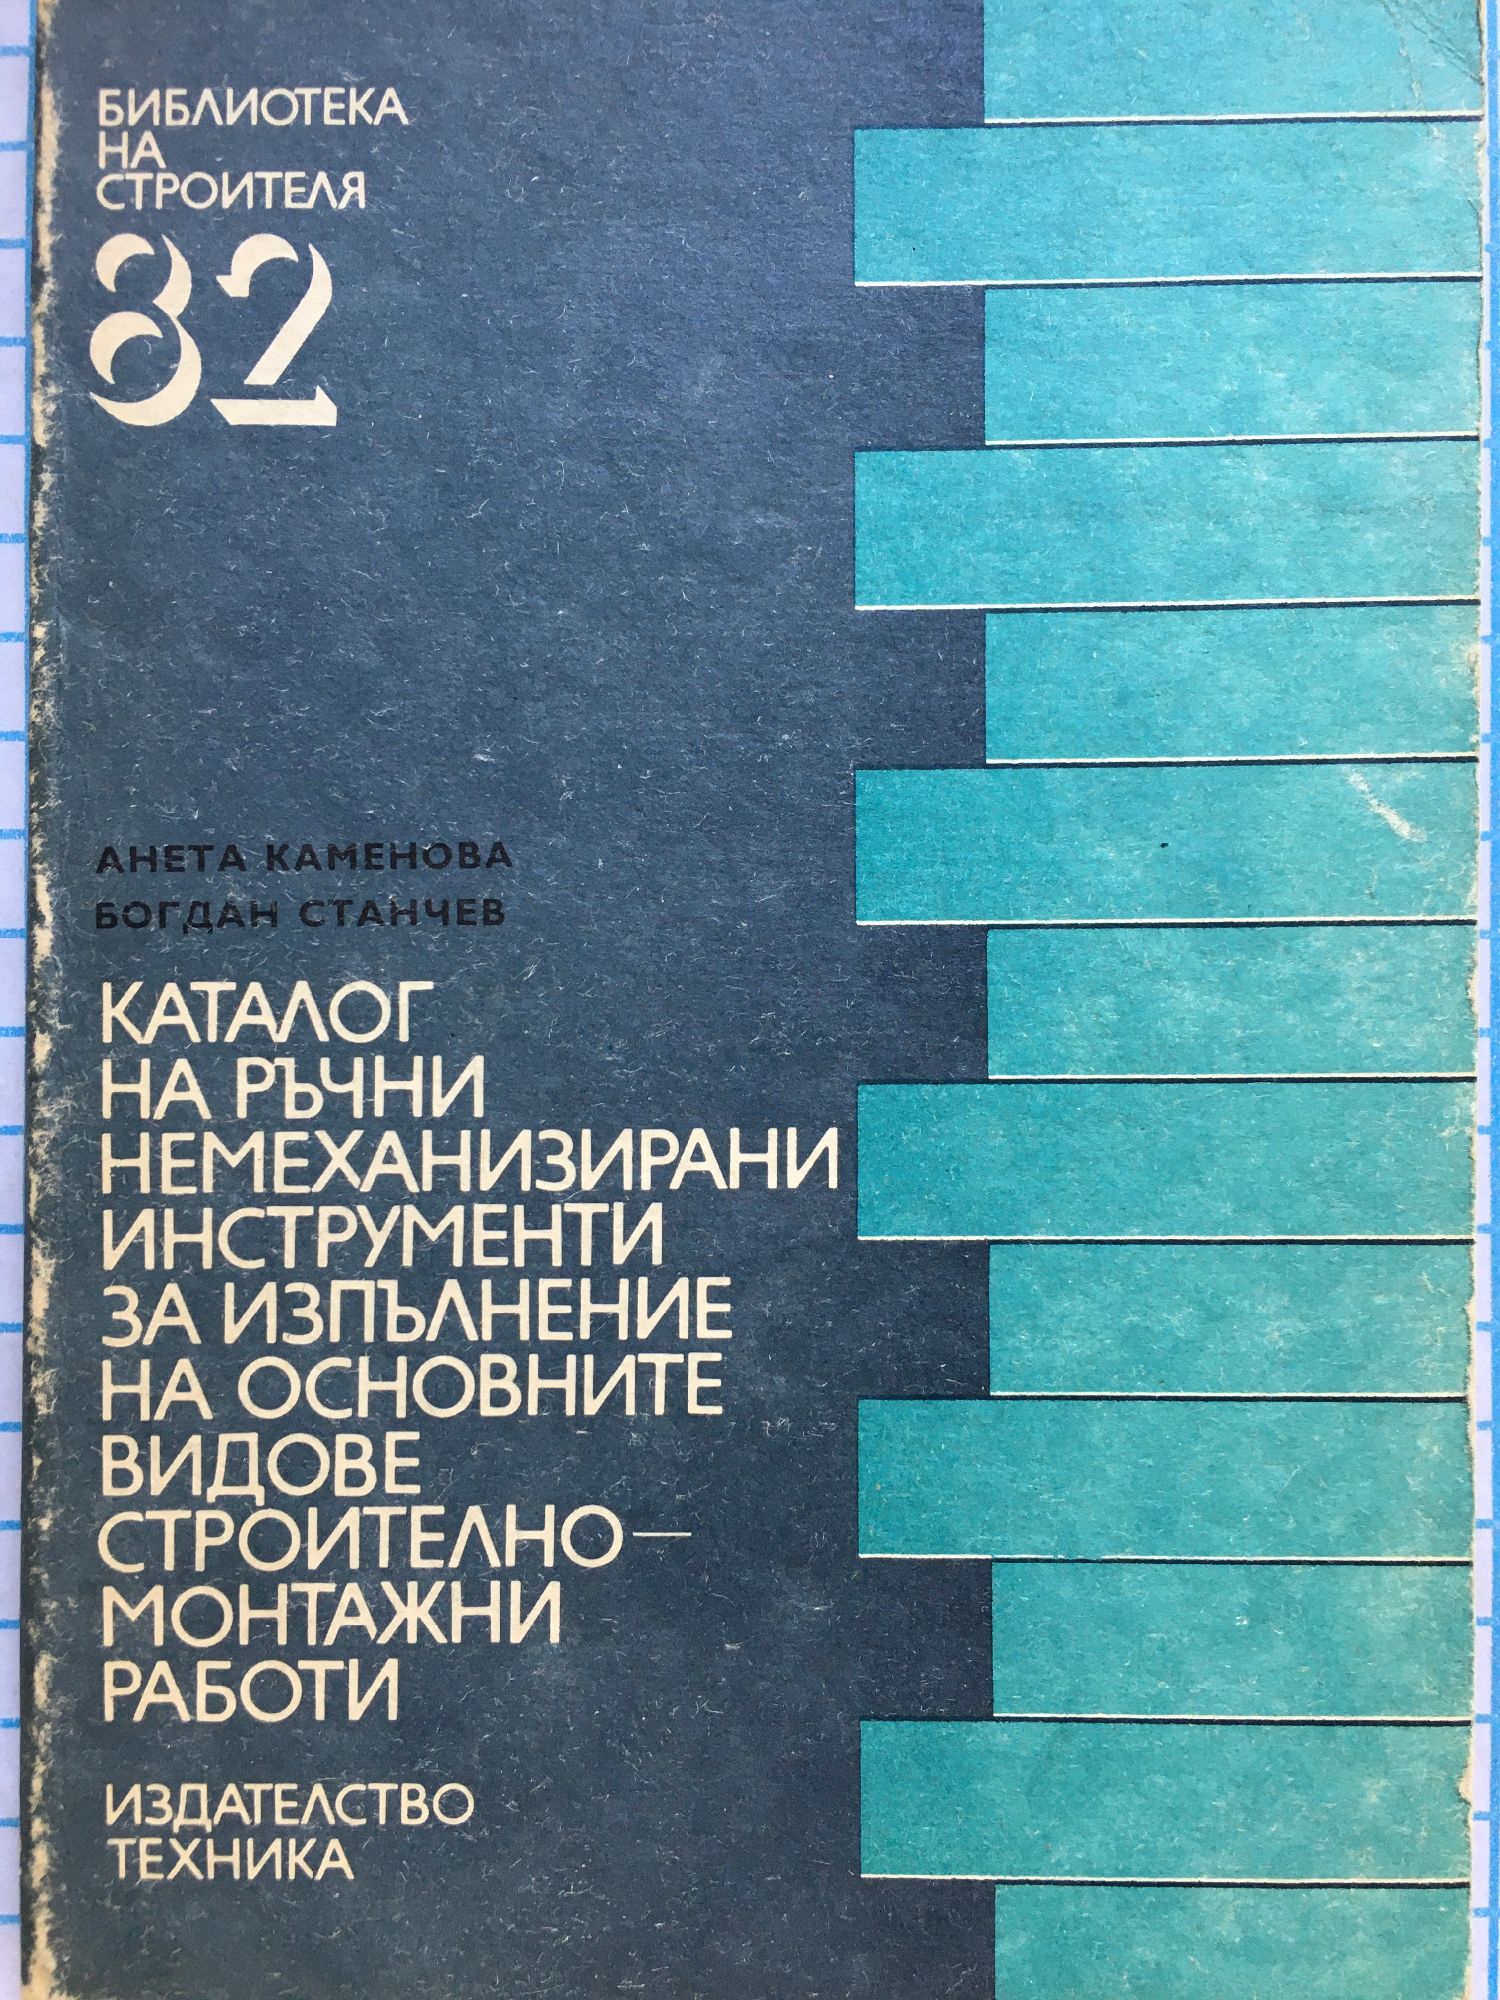 БИБЛИОТЕКА
НА
СТРОИТЕЛЯ
82
АНЕТА КАМЕНОВА
БОГДАН СТАНЧЕВ
КАТАЛОГ
НА РЪЧНИ
НЕМЕХАНИЗИРАНИ
ИНСТРУМЕНТИ
ЗА ИЗПЪЛНЕНИЕ
НА ОСНОВНИТЕ
ВИДОВЕ
СТРОИТЕЛНО—
МОНТАЖНИ
РАБОТИ
ИЗДАТЕЛСТВО
ТЕХНИКА